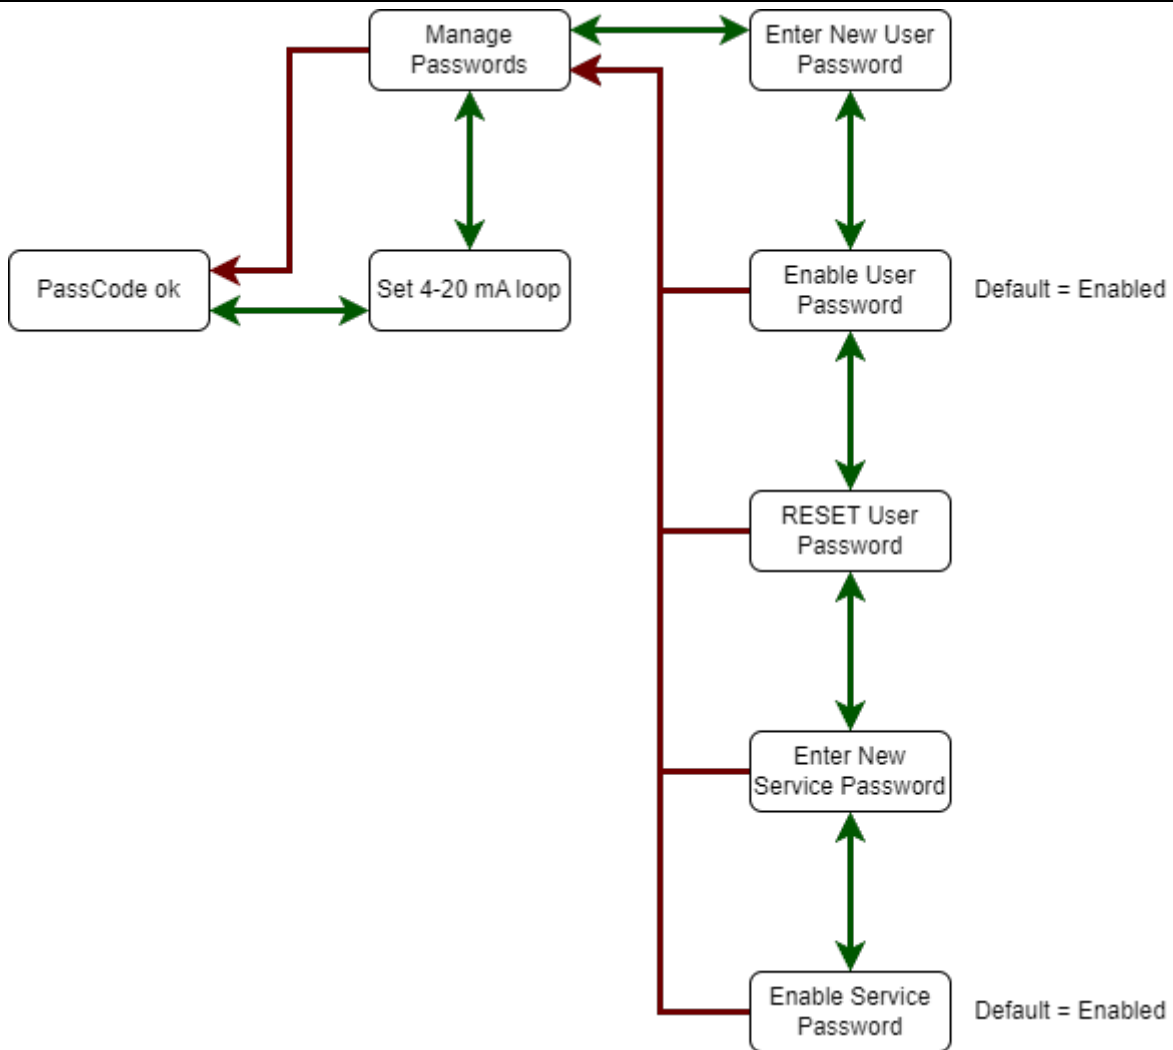 Manage
Passwords
Enter New User
Password
PassCode ok
Set 4-20 mA loop
Enable User
Password
Default = Enabled
RESET User
Password
Enter New
Service Password
Enable Service
Password
Default = Enabled